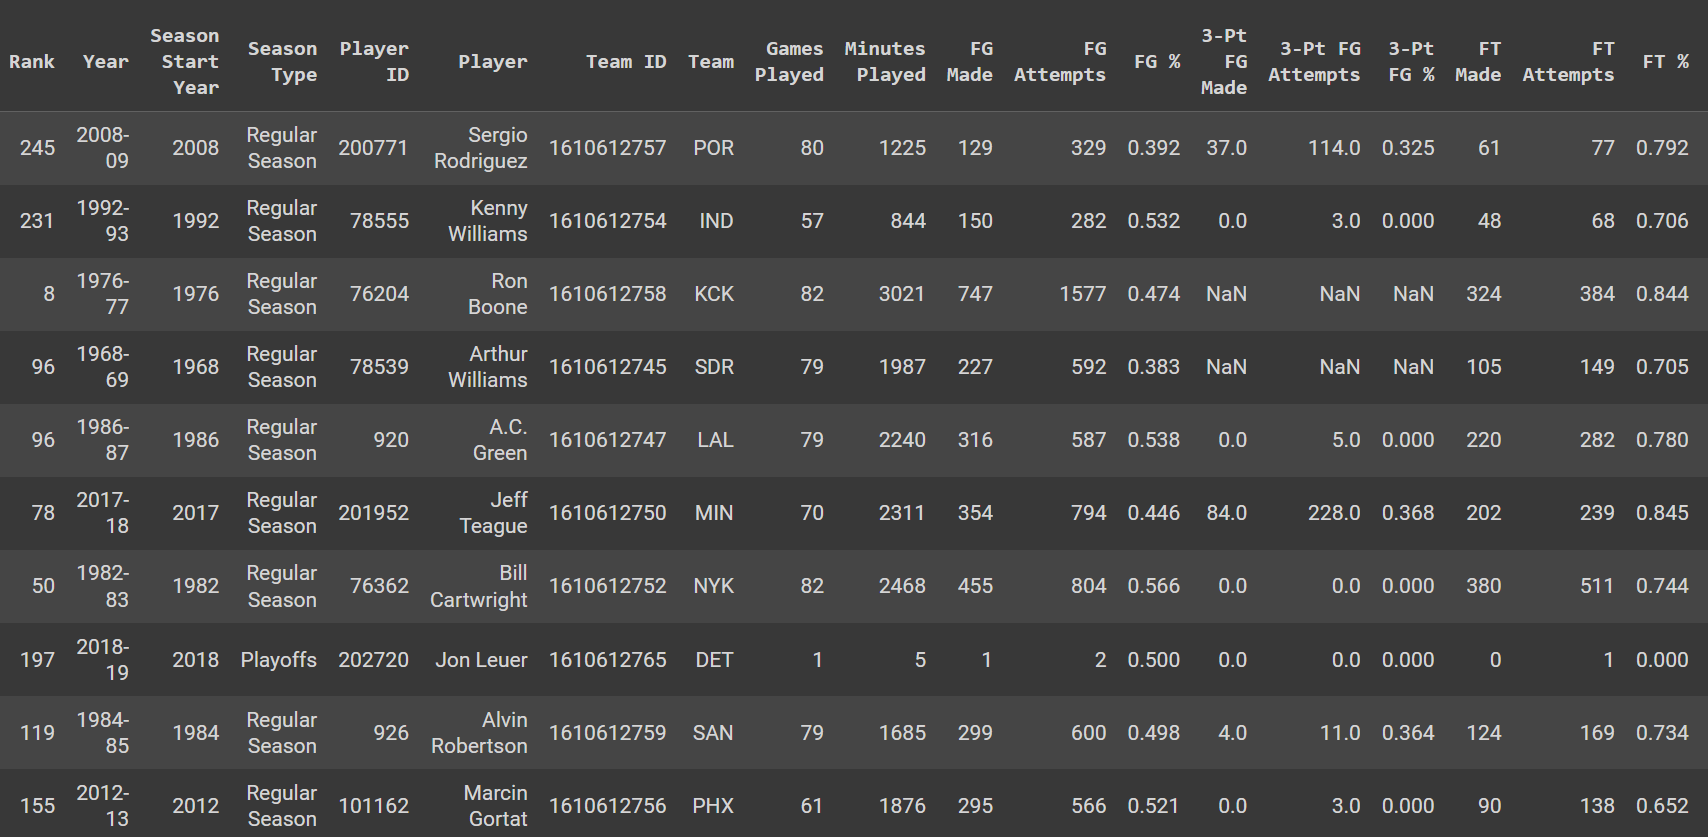 Rank Year Season Start Year Season Type Player ID Player Team ID Team Games Played Minutes Played FG Made FG Attempts FG % 3-Pt FG Made 3-Pt FG Attempts 3-Pt FG % FT Made FT Attempts FT %
245 2008-09 2008 Regular Season 200771 Sergio Rodriguez 1610612757 POR 80 1225 129 329 0.392 37.0 114.0 0.325 61 77 0.792
231 1992-93 1992 Regular Season 78555 Kenny Williams 1610612754 IND 57 844 150 282 0.532 0.0 3.0 0.000 48 68 0.706
8 1976-77 1976 Regular Season 76204 Ron Boone 1610612758 KCK 82 3021 747 1577 0.474 NaN NaN NaN 324 384 0.844
96 1968-69 1968 Regular Season 78539 Arthur Williams 1610612745 SDR 79 1987 227 592 0.383 NaN NaN NaN 105 149 0.705
96 1986-87 1986 Regular Season 920 A.C. Green 1610612747 LAL 79 2240 316 587 0.538 0.0 5.0 0.000 220 282 0.780
78 2017-18 2017 Regular Season 201952 Jeff Teague 1610612750 MIN 70 2311 354 794 0.446 84.0 228.0 0.368 202 239 0.845
50 1982-83 1982 Regular Season 76362 Bill Cartwright 1610612752 NYK 82 2468 455 804 0.566 0.0 0.0 0.000 380 511 0.744
197 2018-19 2018 Playoffs 202720 Jon Leuer 1610612765 DET 1 5 1 2 0.500 0.0 0.0 0.000 0 1 0.000
119 1984-85 1984 Regular Season 926 Alvin Robertson 1610612759 SAN 79 1685 299 600 0.498 4.0 11.0 0.364 124 169 0.734
155 2012-13 2012 Regular Season 101162 Marcin Gortat 1610612756 PHX 61 1876 295 566 0.521 0.0 3.0 0.000 90 138 0.652